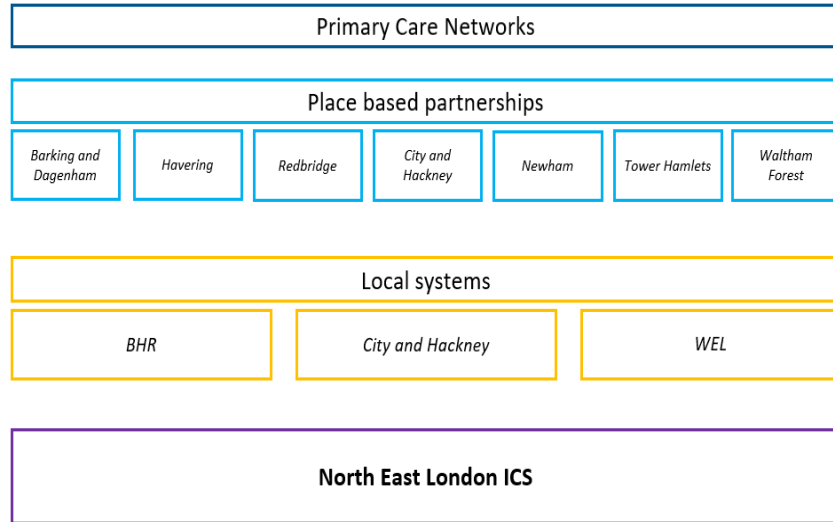 Primary Care Networks
Place based partnerships
Barking and
Dagenham
Havering
Redbridge
City and
Hackney
Newham
Tower Hamlets
Waltham
Forest
Local systems
BHR
City and Hackney
WEL
North East London ICS